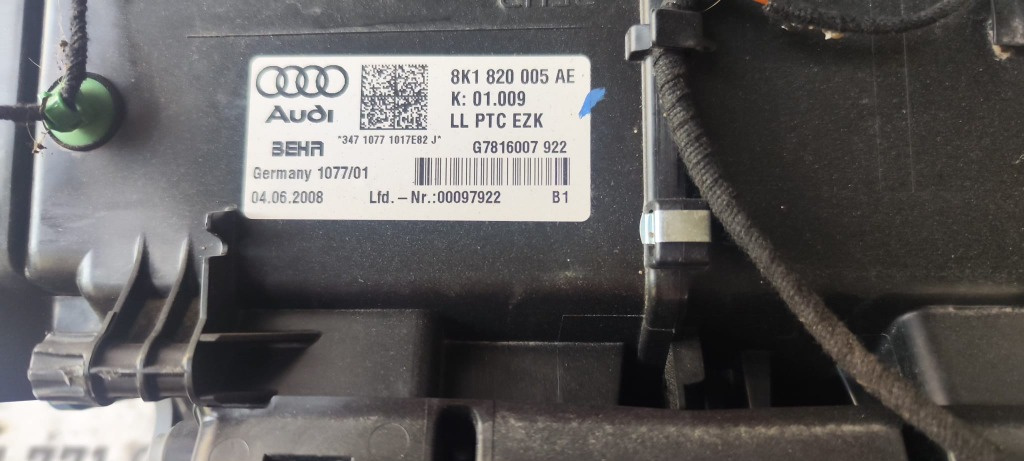 8K1 820 005 AE
K: 01.009
Audi
LL PTC EZK
*347 1077 1017E82 J*
BEHR
G7816007 922
Germany 1077/01
04.06.2008 Lfd. – Nr.:00097922 B1